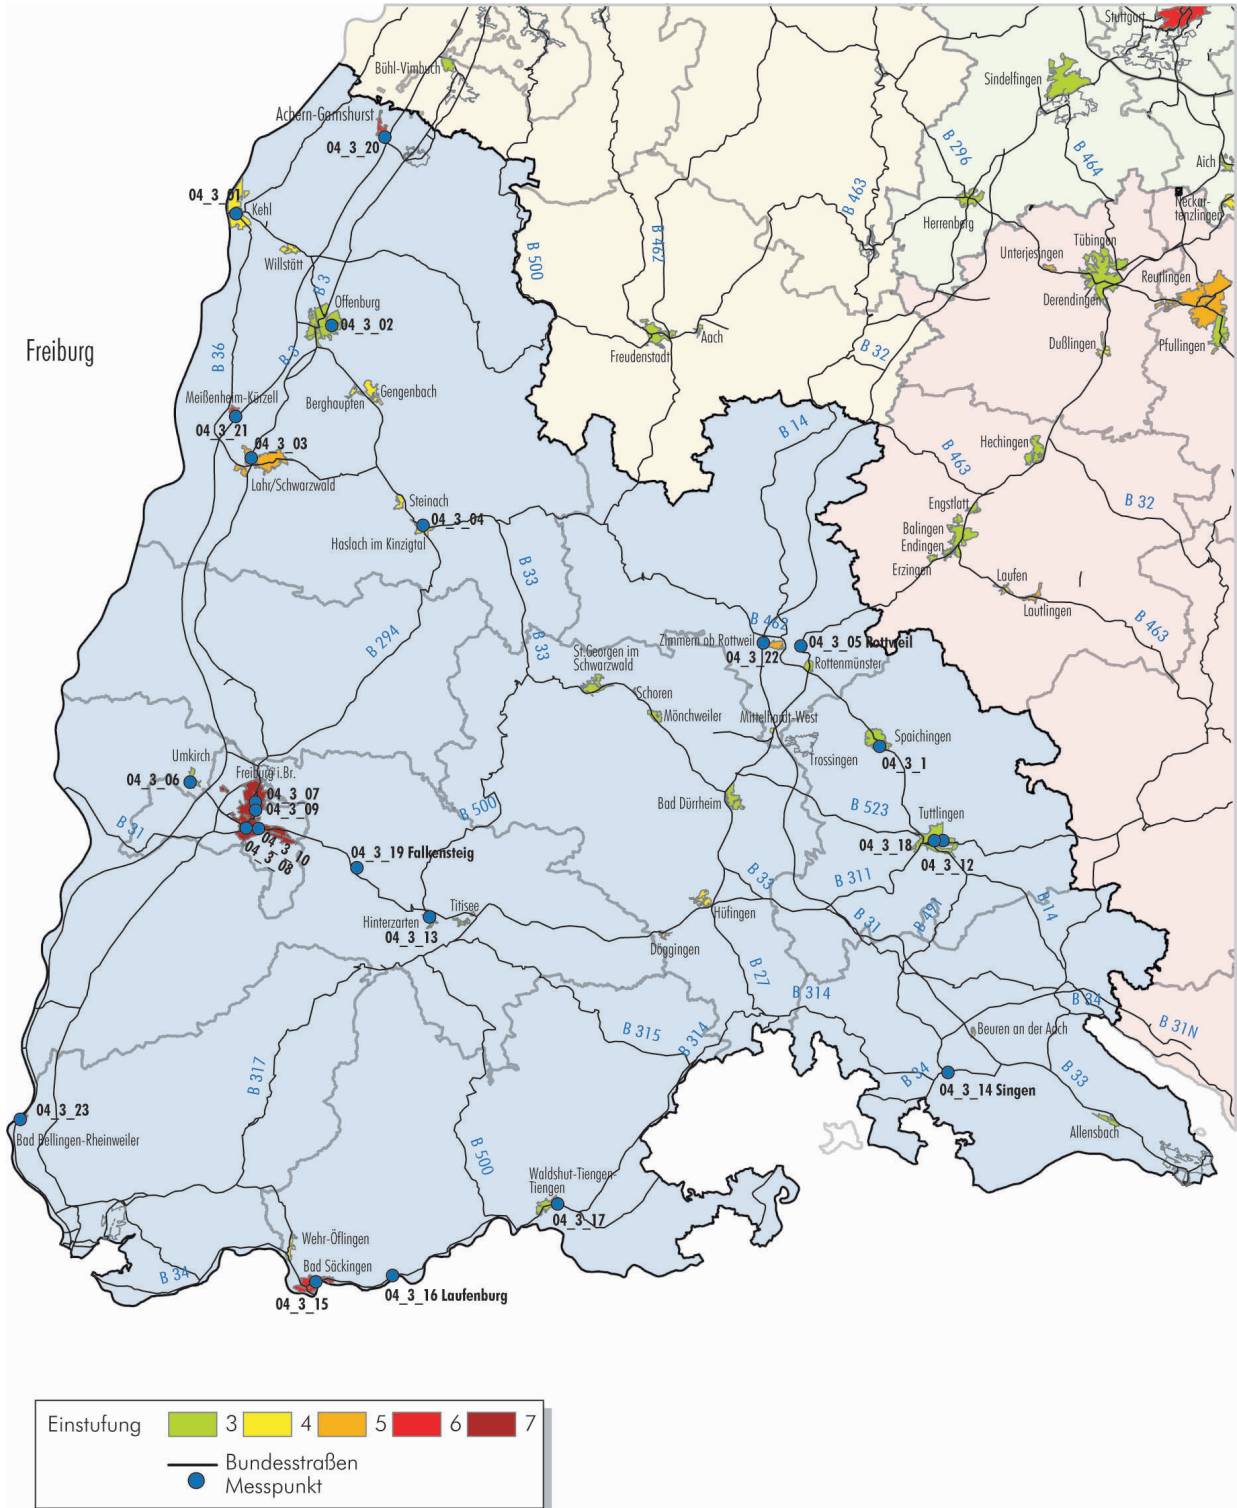 Stuttgart
Bühl-Vimbuch
Sindelfingen
Achern-Gamshurst
04_3_20
B 296
B 464
Aich
04_3_01
Kehl
B 463
Herrenberg
Neckar-
tenzlingen
Willstätt
B 500
B 462
Unterjesingen
Tübingen
Reutlingen
B 3
Offenburg
04_3_02
Derendingen
Freiburg
B 36
B 3
Freudenstadt
Aach
B 32
Dußlingen
Pfullingen
Meißenheim-Kürzell
Berghaupten
Gengenbach
04_3_21
04_3_03
B 14
Hechingen
Lahr/Schwarzwald
B 463
Steinach
Engstlatt
B 32
04_3_04
Haslach im Kinzigtal
Balingen
Endingen
Erzingen
B 33
Laufen
Lautlingen
B 462
B 294
B 33
Zimmern ob Rottweil
04_3_05 Rottweil
B 463
St.Georgen im
Schwarzwald
04_3_22
Rottenmünster
Schoren
Mönchweiler
Mittelhardt-West
Spaichingen
Umkirch
Trossingen
04_3_1
04_3_06
Freiburg i.Br.
04_3_07
04_3_09
B 500
Bad Dürrheim
B 523
Tuttlingen
B 31
04_3_10
04_3_08
04_3_18
04_3_12
04_3_19 Falkensteig
B 33
B 311
B 491
B 14
Hinterzarten
Titisee
Hüfingen
B 31
04_3_13
Döggingen
B 27
B 314
B 34
B 315
B 314
Beuren an der Aach
B 31N
B 317
B 34
B 33
04_3_14 Singen
04_3_23
Bad Bellingen-Rheinweiler
Allensbach
B 500
Waldshut-Tiengen-
Tiengen
04_3_17
Wehr-Öflingen
B 34
Bad Säckingen
04_3_15
04_3_16 Laufenburg
Einstufung 3 4 5 6 7
Bundesstraßen
Messpunkt